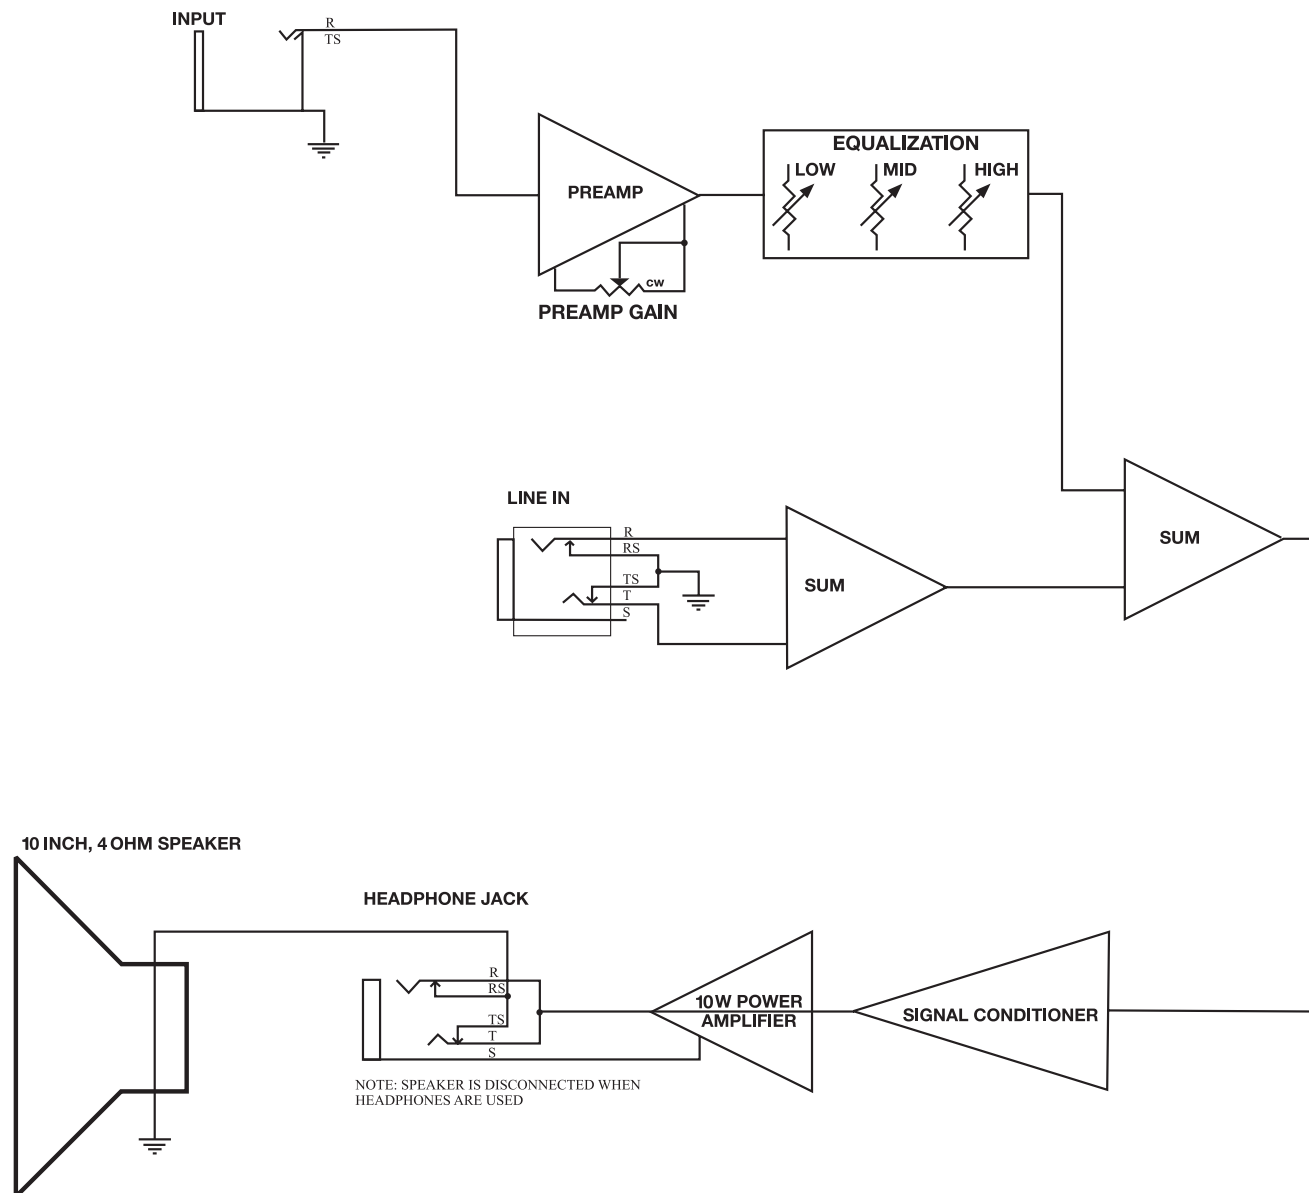 INPUT
R
TS
EQUALIZATION
LOW
MID
HIGH
PREAMP
cw
PREAMP GAIN
LINE IN
R
RS
TS
T
S
SUM
SUM
10 INCH, 4 OHM SPEAKER
HEADPHONE JACK
R
RS
TS
T
S
10W POWER
AMPLIFIER
SIGNAL CONDITIONER
NOTE: SPEAKER IS DISCONNECTED WHEN
HEADPHONES ARE USED